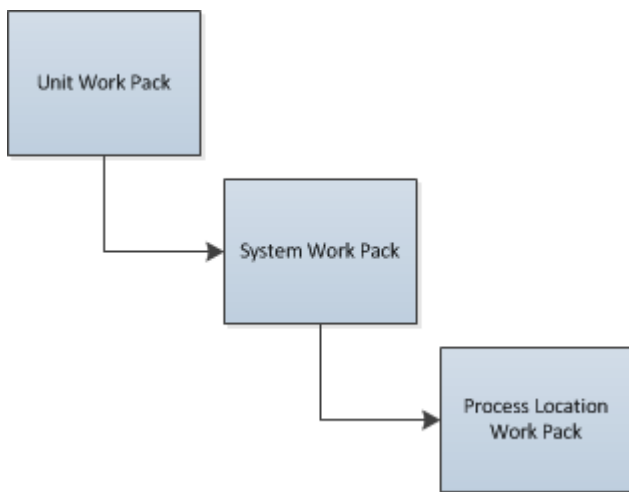 Unit Work Pack
System Work Pack
Process Location
Work Pack